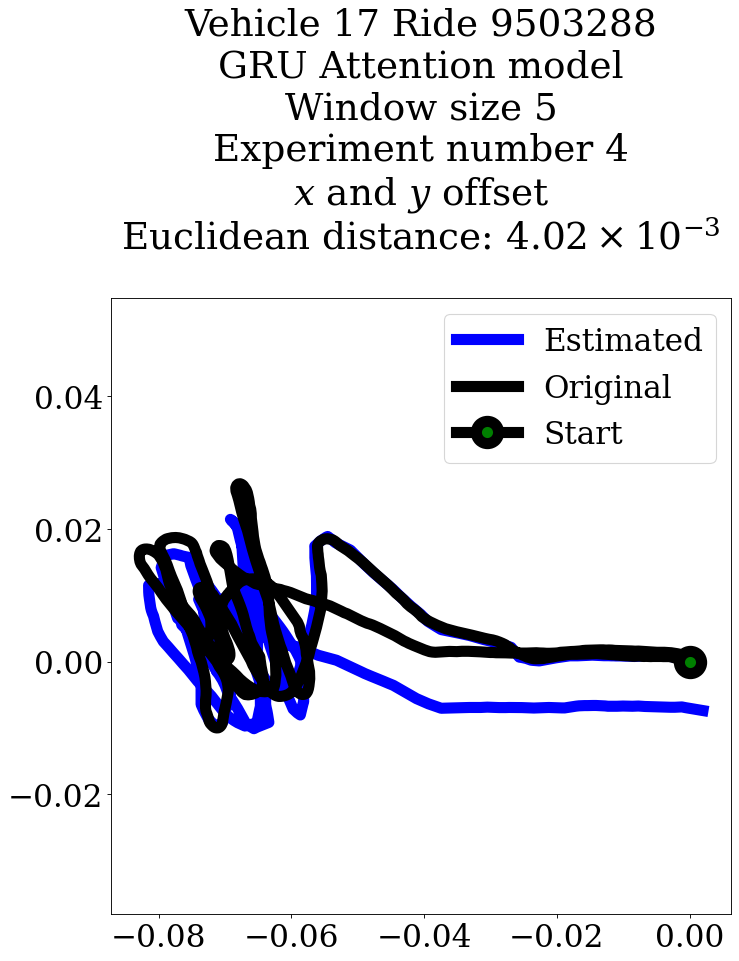 Vehicle 17 Ride 9503288
GRU Attention model
Window size 5
Experiment number 4
x and y offset
Euclidean distance: 4.02 × 10⁻³
Estimated
Original
Start
0.04
0.02
0.00
−0.02
−0.08
−0.06
−0.04
−0.02
0.00